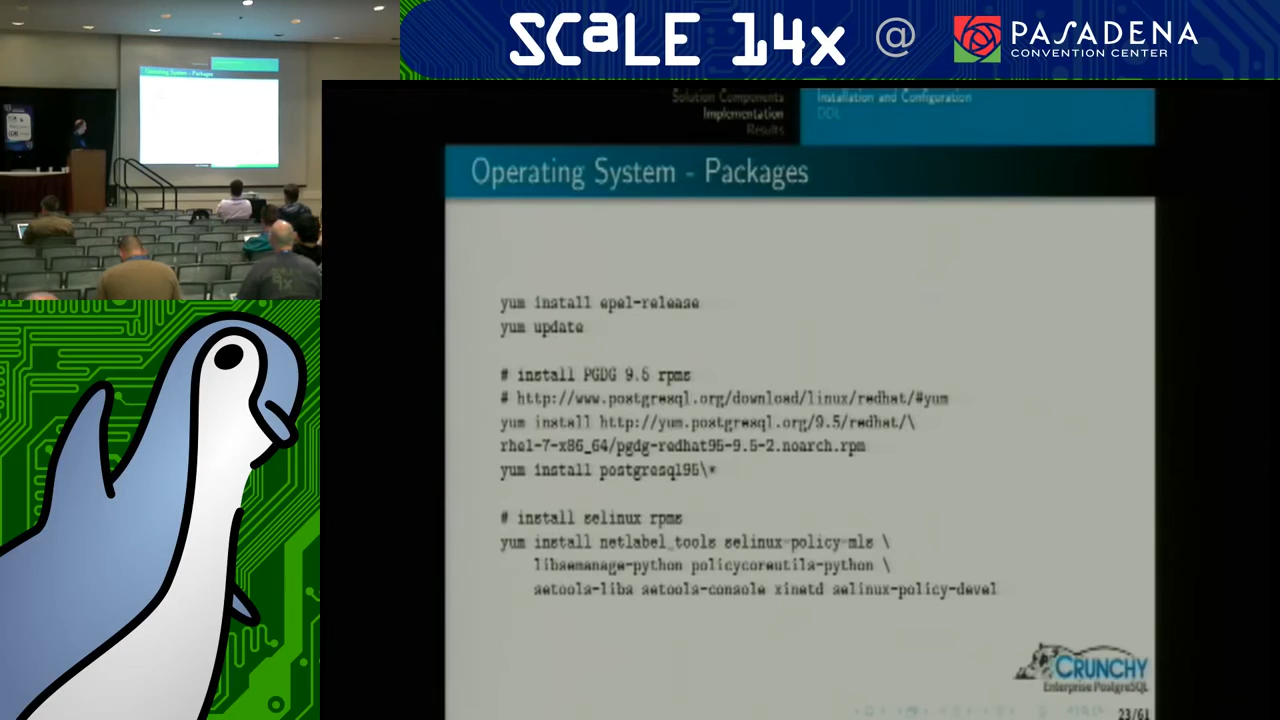 SCALE 14x @ PASADENA
CONVENTION CENTER
Solution Components
Implementation
Results
Installation and Configuration
DDL
Operating System - Packages
yum install epel-release
yum update
# install PGDG 9.5 rpms
# http://www.postgresql.org/download/linux/redhat/#yum
yum install http://yum.postgresql.org/9.5/redhat/\
rhel-7-x86_64/pgdg-redhat95-9.5-2.noarch.rpm
yum install postgresql95\*
# install selinux rpms
yum install netlabel_tools selinux-policy-mls \
libsemanage-python policycoreutils-python \
setools-libs setools-console xinetd selinux-policy-devel
CRUNCHY
Enterprise PostgreSQL
23/61
Operating System - Packages